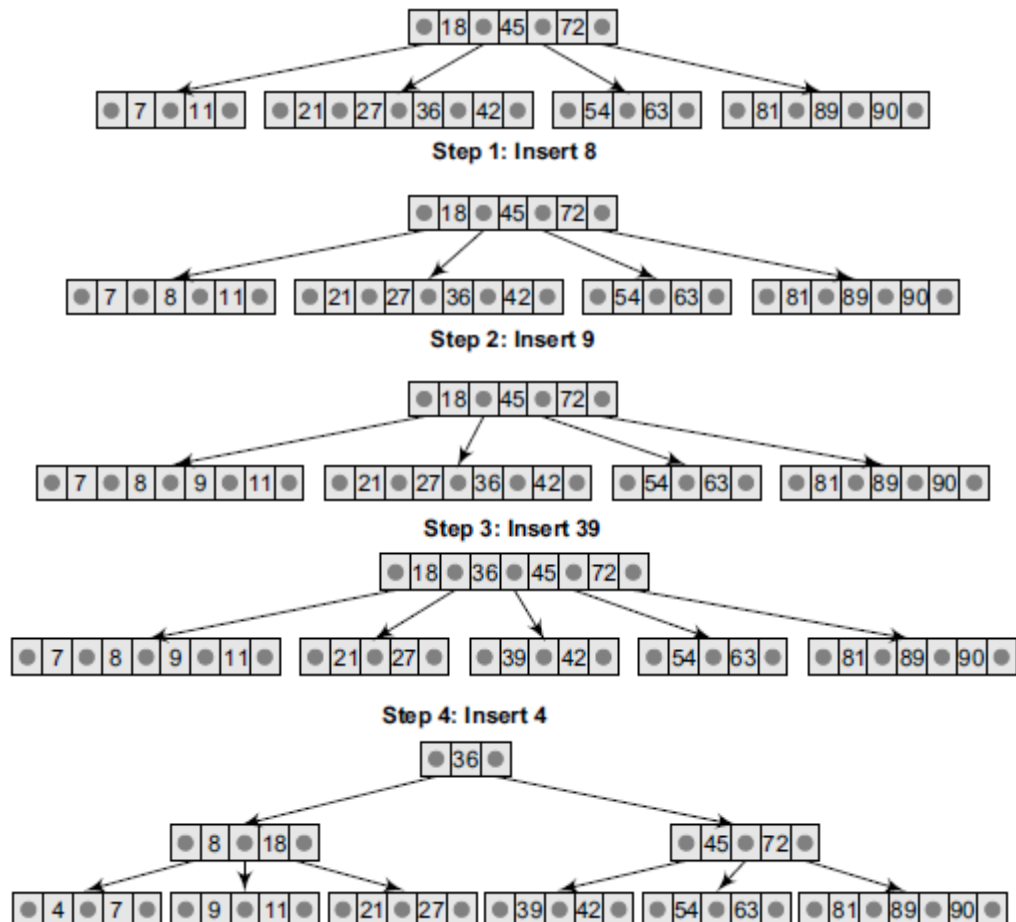 18 45 72
7 11 21 27 36 42 54 63 81 89 90
Step 1: Insert 8
18 45 72
7 8 11 21 27 36 42 54 63 81 89 90
Step 2: Insert 9
18 45 72
7 8 9 11 21 27 36 42 54 63 81 89 90
Step 3: Insert 39
18 36 45 72
7 8 9 11 21 27 39 42 54 63 81 89 90
Step 4: Insert 4
36
8 18 45 72
4 7 9 11 21 27 39 42 54 63 81 89 90